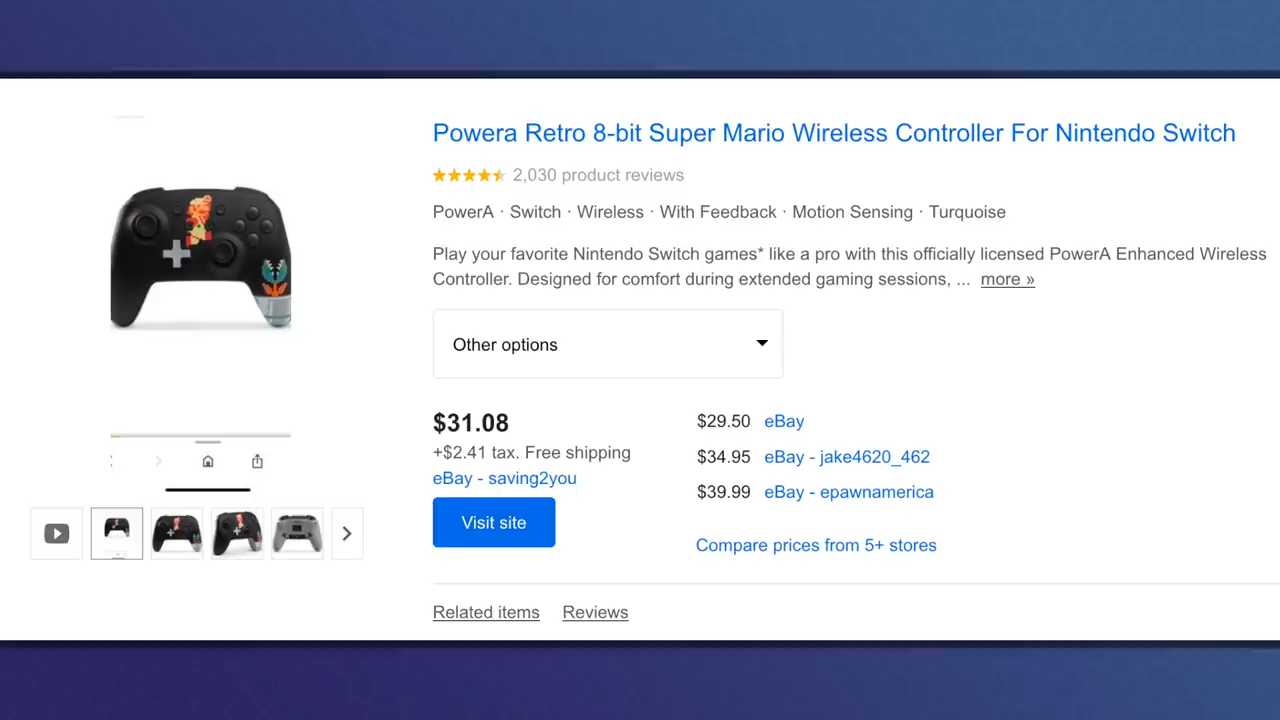 Powera Retro 8-bit Super Mario Wireless Controller For Nintendo Switch
2,030 product reviews
PowerA · Switch · Wireless · With Feedback · Motion Sensing · Turquoise
Play your favorite Nintendo Switch games* like a pro with this officially licensed PowerA Enhanced Wireless
Controller. Designed for comfort during extended gaming sessions, ... more »
Other options
$31.08
+$2.41 tax. Free shipping
eBay - saving2you
Visit site
$29.50 eBay
$34.95 eBay - jake4620_462
$39.99 eBay - epawnamerica
Compare prices from 5+ stores
Related items Reviews